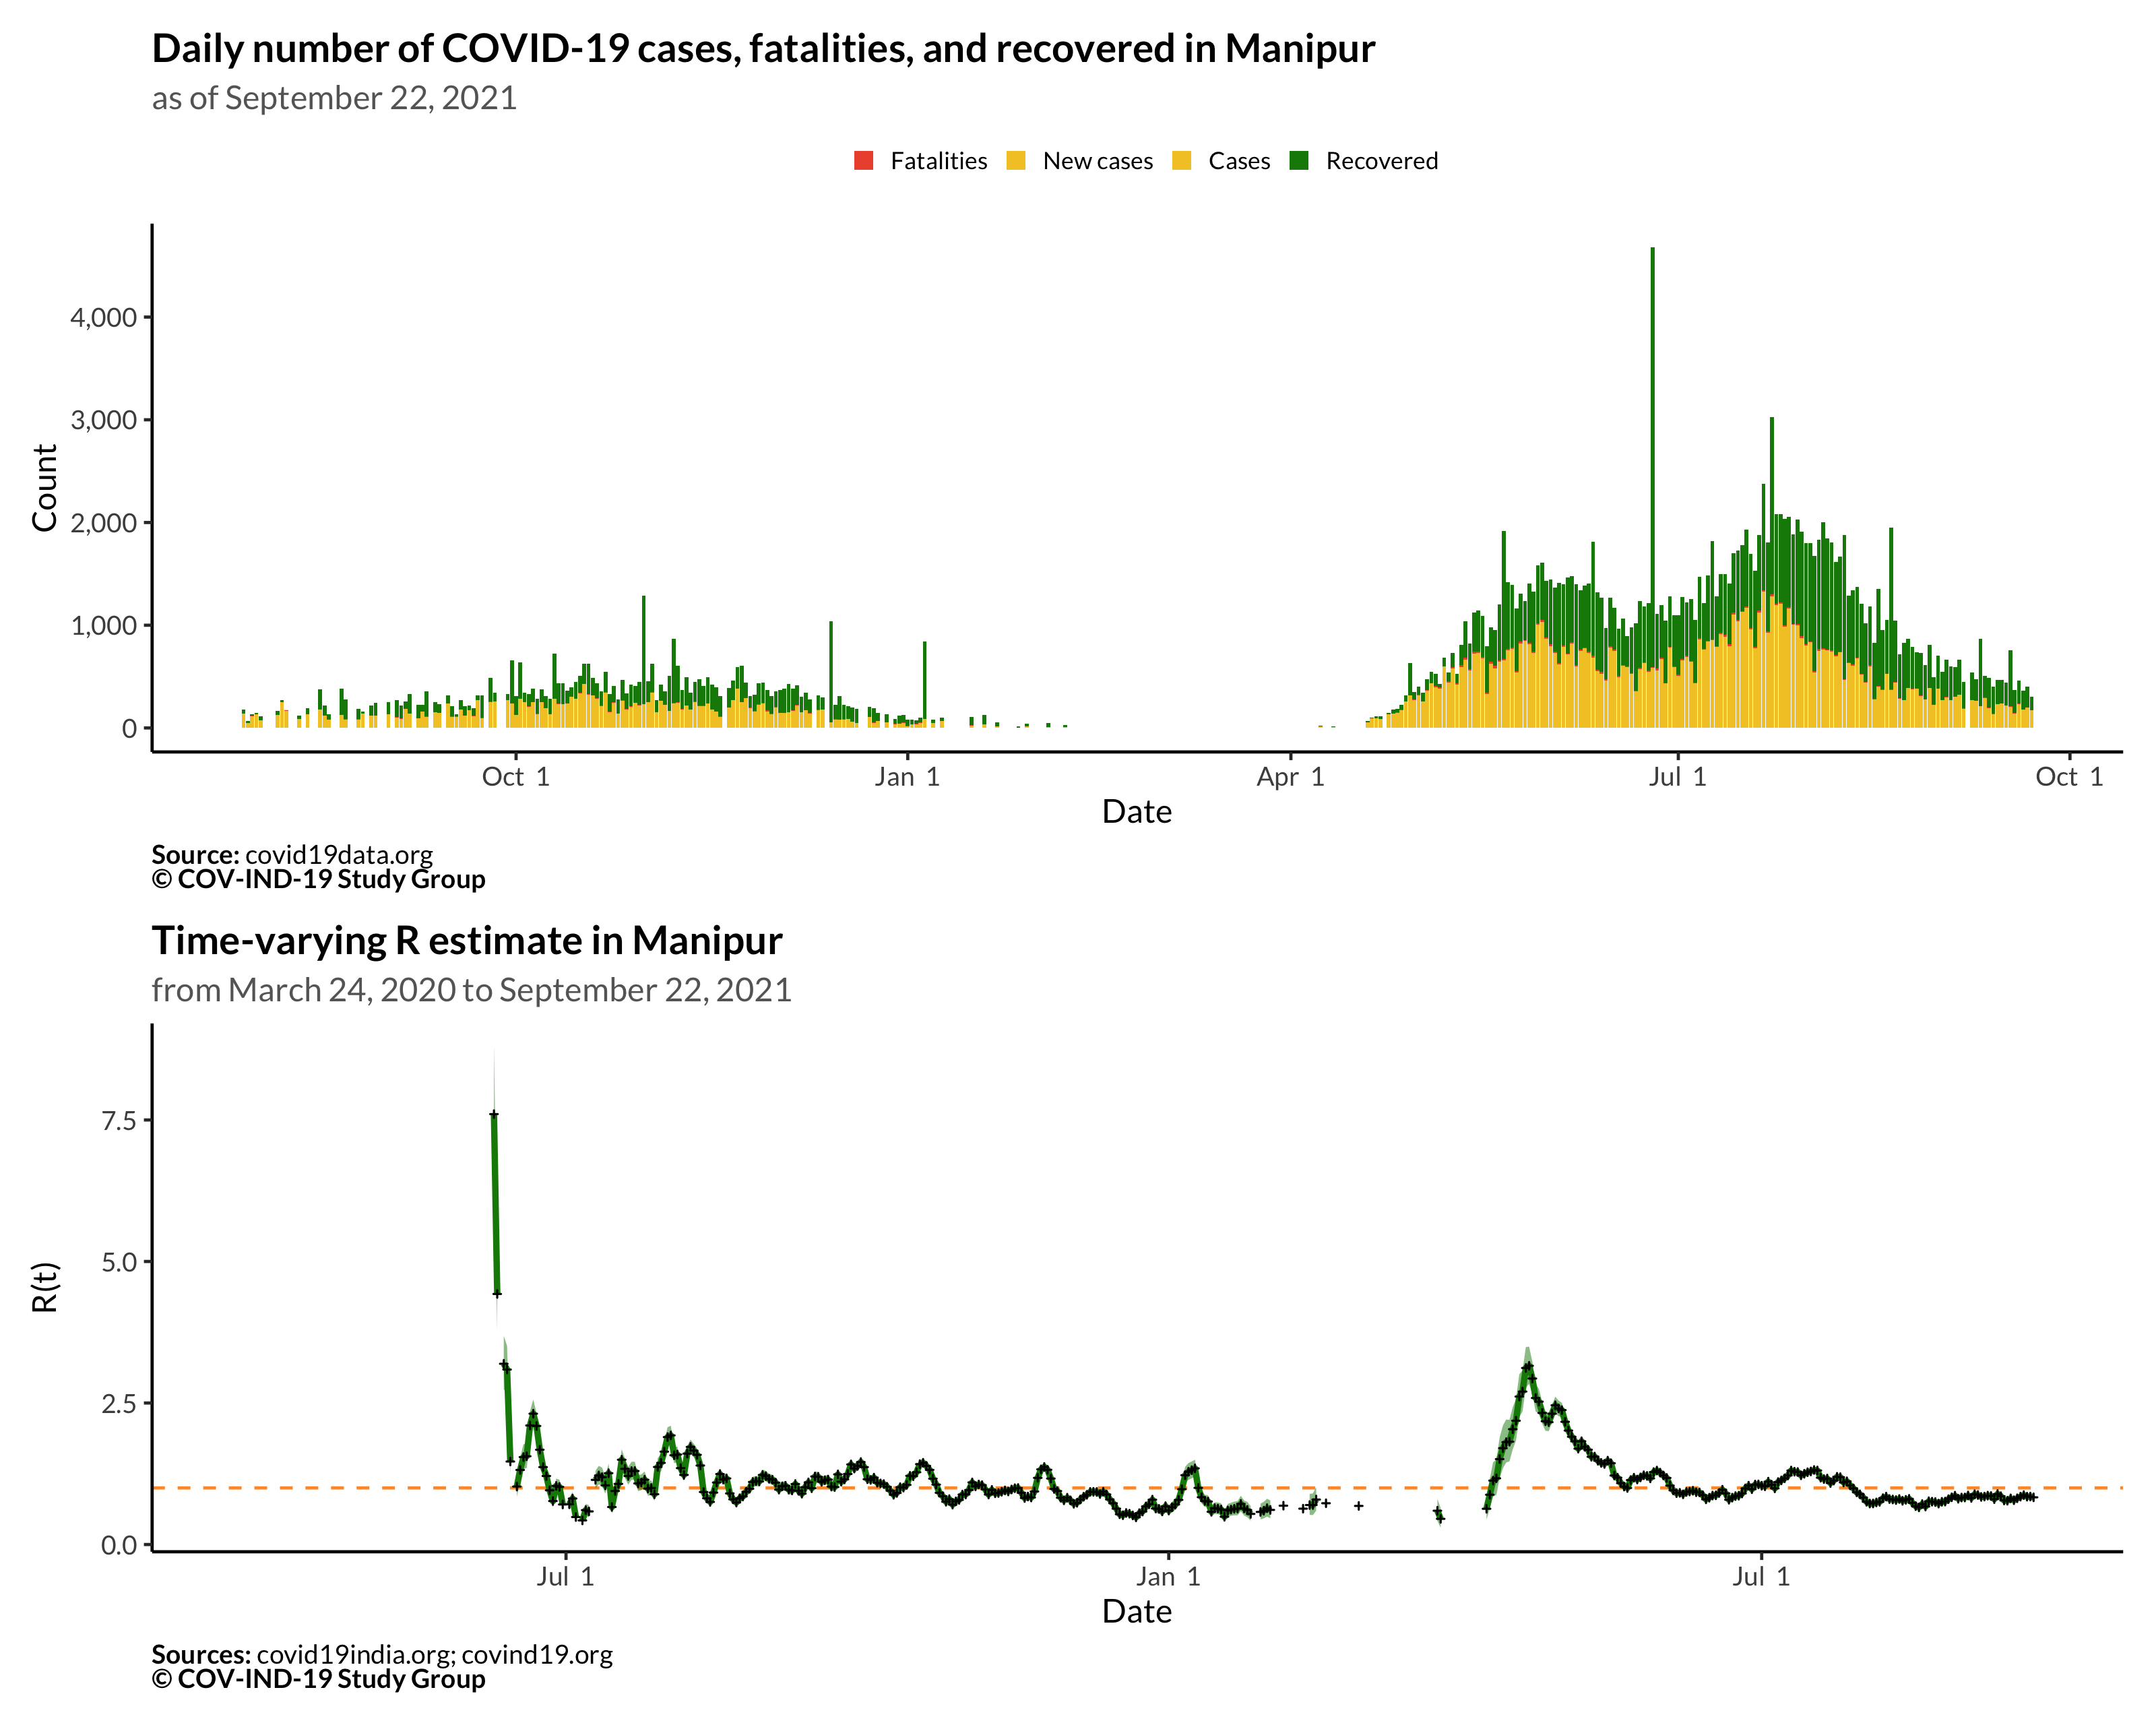 Daily number of COVID-19 cases, fatalities, and recovered in Manipur
as of September 22, 2021
Fatalities New cases Cases Recovered
Count
4,000
3,000
2,000
1,000
0
Oct 1 Jan 1 Apr 1 Jul 1 Oct 1
Date
Source: covid19data.org
© COV-IND-19 Study Group
Time-varying R estimate in Manipur
from March 24, 2020 to September 22, 2021
R(t)
7.5
5.0
2.5
0.0
Jul 1 Jan 1 Jul 1
Date
Sources: covid19india.org; covind19.org
© COV-IND-19 Study Group